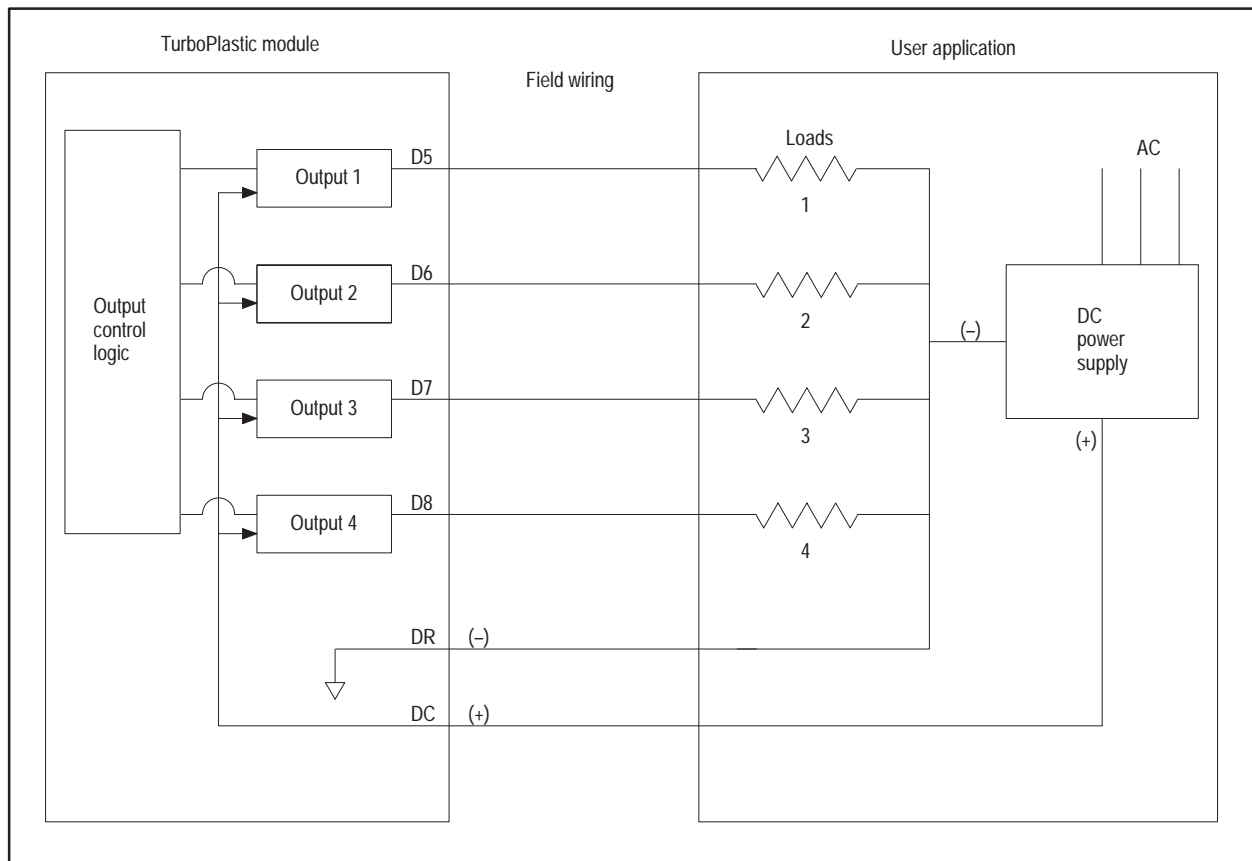 TurboPlastic module
User application
Field wiring
Output
control
logic
Output 1
D5
Output 2
D6
Output 3
D7
Output 4
D8
Loads
1
2
3
4
AC
(–)
DC
power
supply
(+)
DR
(–)
DC
(+)